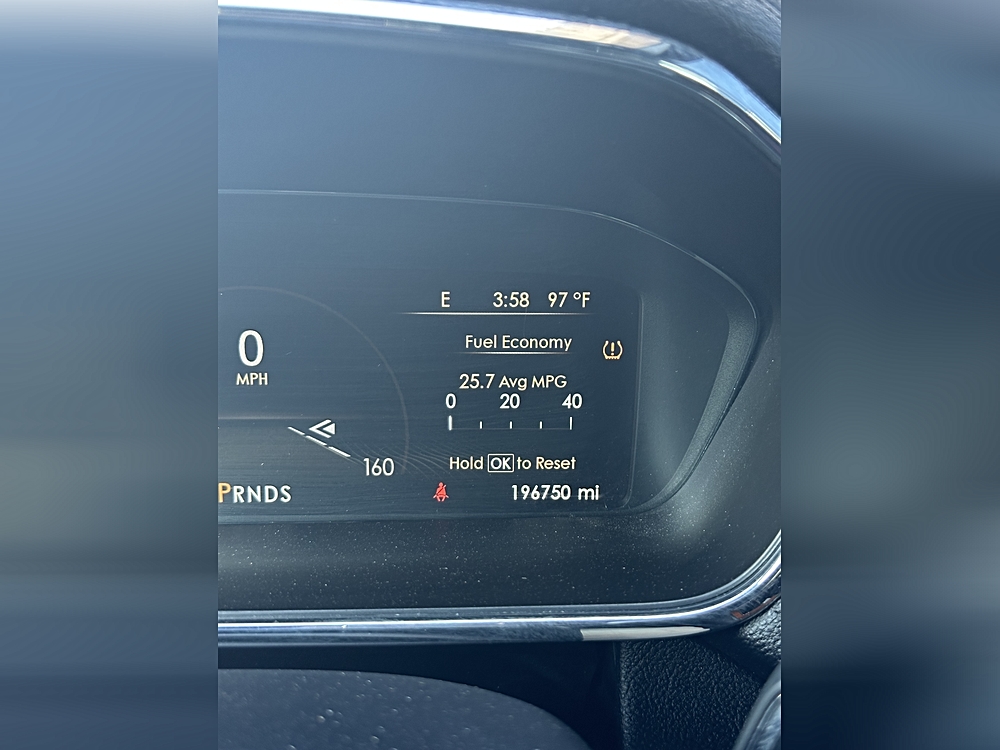 E 3:58 97 °F
Fuel Economy
25.7 Avg MPG
0 20 40
0
MPH
160
Hold OK to Reset
PRNDS
196750 mi